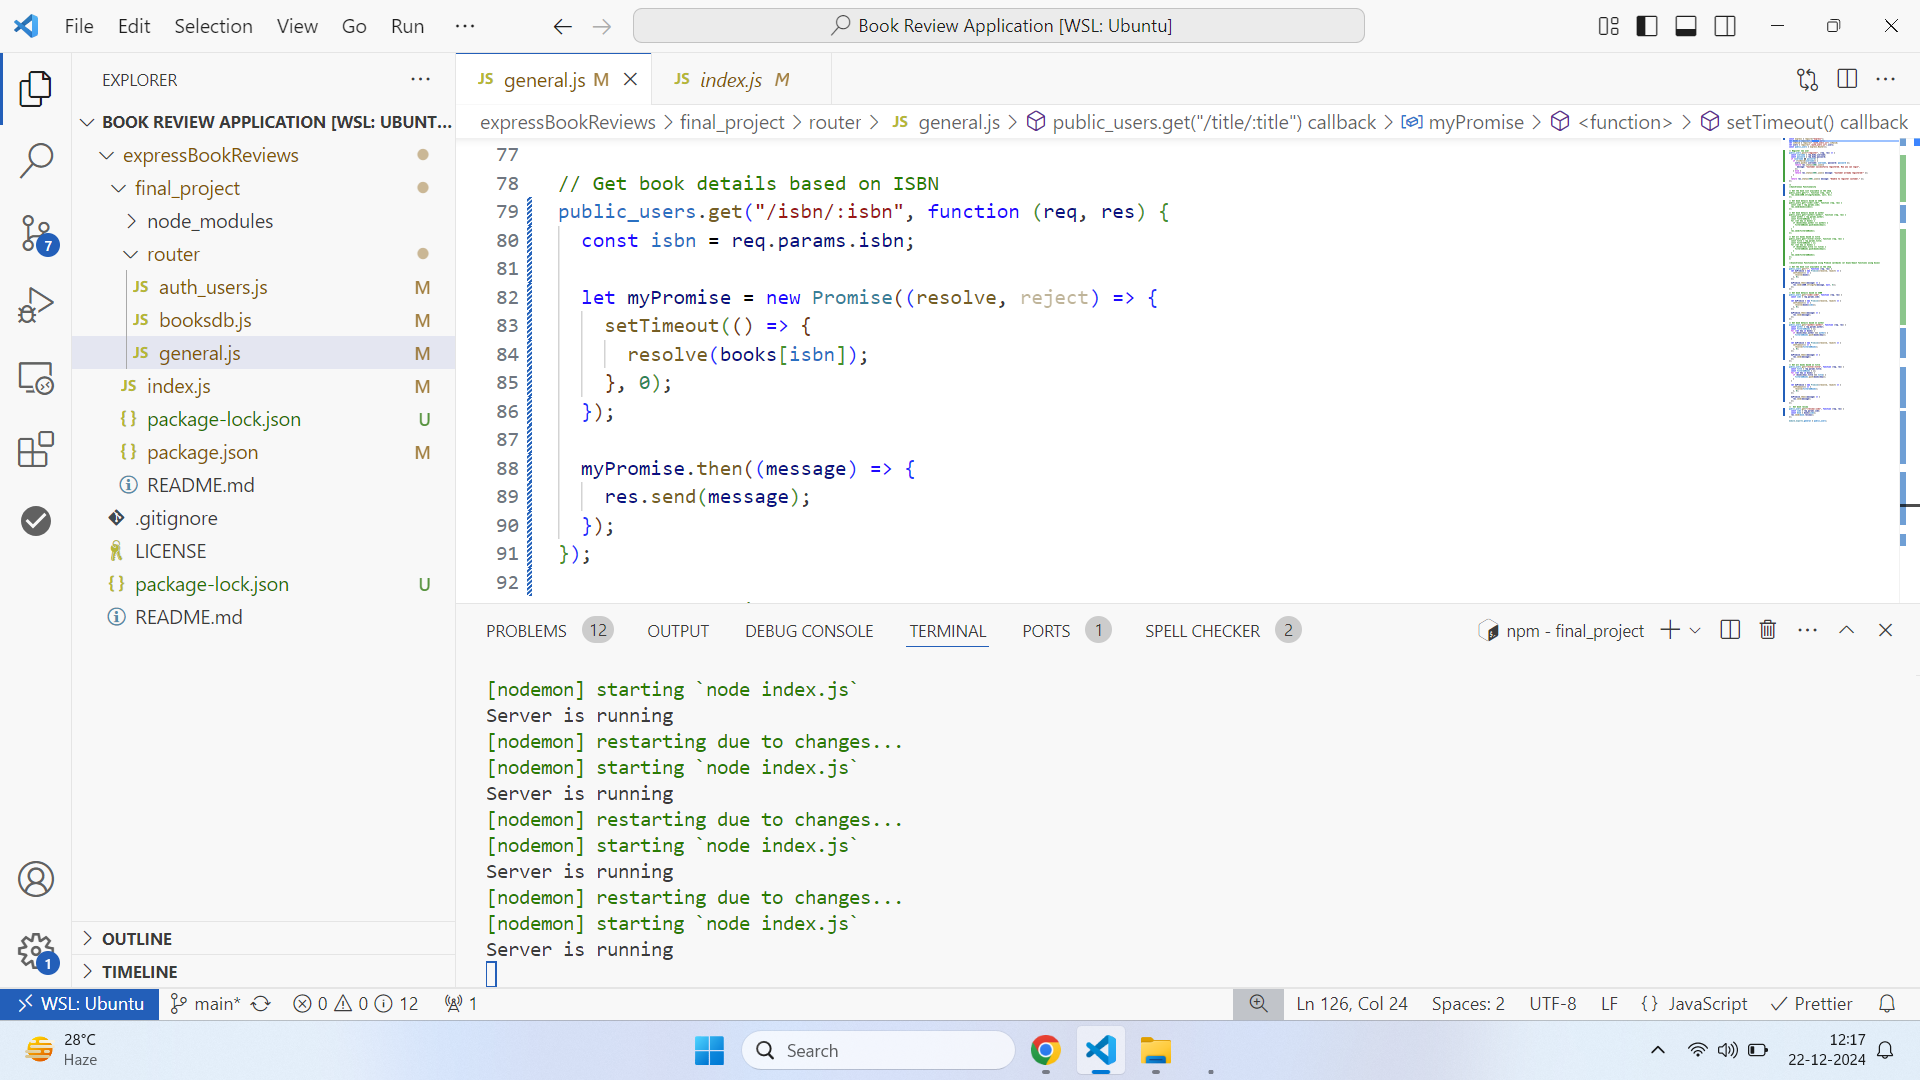 File Edit Selection View Go Run ···
Book Review Application [WSL: Ubuntu]
EXPLORER
BOOK REVIEW APPLICATION [WSL: UBUNT...
expressBookReviews
final_project
node_modules
router
JS auth_users.js M
JS booksdb.js M
JS general.js M
JS index.js M
{} package-lock.json U
{} package.json M
README.md
.gitignore
LICENSE
{} package-lock.json U
README.md
OUTLINE
TIMELINE
7
1
JS general.js M
JS index.js M
expressBookReviews > final_project > router > JS general.js > public_users.get("/title/:title") callback > myPromise > <function> > setTimeout() callback
77
78 // Get book details based on ISBN
79 public_users.get("/isbn/:isbn", function (req, res) {
80 const isbn = req.params.isbn;
81
82 let myPromise = new Promise((resolve, reject) => {
83 setTimeout(() => {
84 resolve(books[isbn]);
85 }, 0);
86 });
87
88 myPromise.then((message) => {
89 res.send(message);
90 });
91 });
92
PROBLEMS 12 OUTPUT DEBUG CONSOLE TERMINAL PORTS 1 SPELL CHECKER 2
npm - final_project
[nodemon] starting `node index.js`
Server is running
[nodemon] restarting due to changes...
[nodemon] starting `node index.js`
Server is running
[nodemon] restarting due to changes...
[nodemon] starting `node index.js`
Server is running
[nodemon] restarting due to changes...
[nodemon] starting `node index.js`
Server is running
WSL: Ubuntu main* 0 0 12 1
Ln 126, Col 24 Spaces: 2 UTF-8 LF {} JavaScript Prettier
28°C
Haze
Search
12:17
22-12-2024